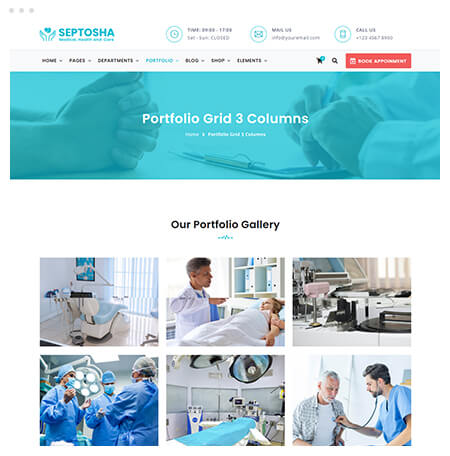 SEPTOSHA
Medical, Health and Care
TIME: 09:00 - 17:00
Sat - Sun: CLOSED
MAIL US
info@youremail.com
CALL US
+123 4567 8900
HOME PAGES DEPARTMENTS PORTFOLIO BLOG SHOP ELEMENTS
BOOK APPOINMENT
Portfolio Grid 3 Columns
Home Portfolio Grid 3 Columns
Our Portfolio Gallery